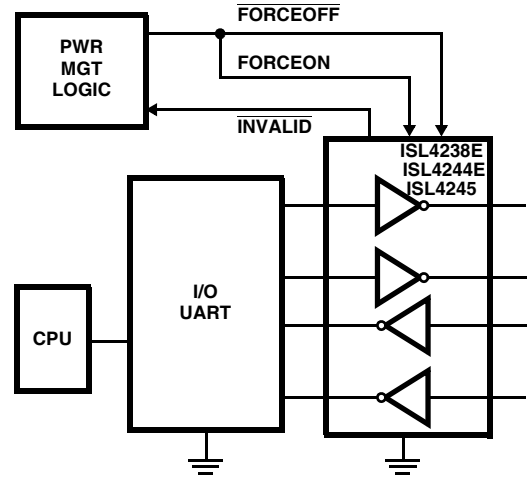 FORCEOFF
PWR
MGT
LOGIC
FORCEON
INVALID
ISL4238E
ISL4244E
ISL4245
I/O
UART
CPU